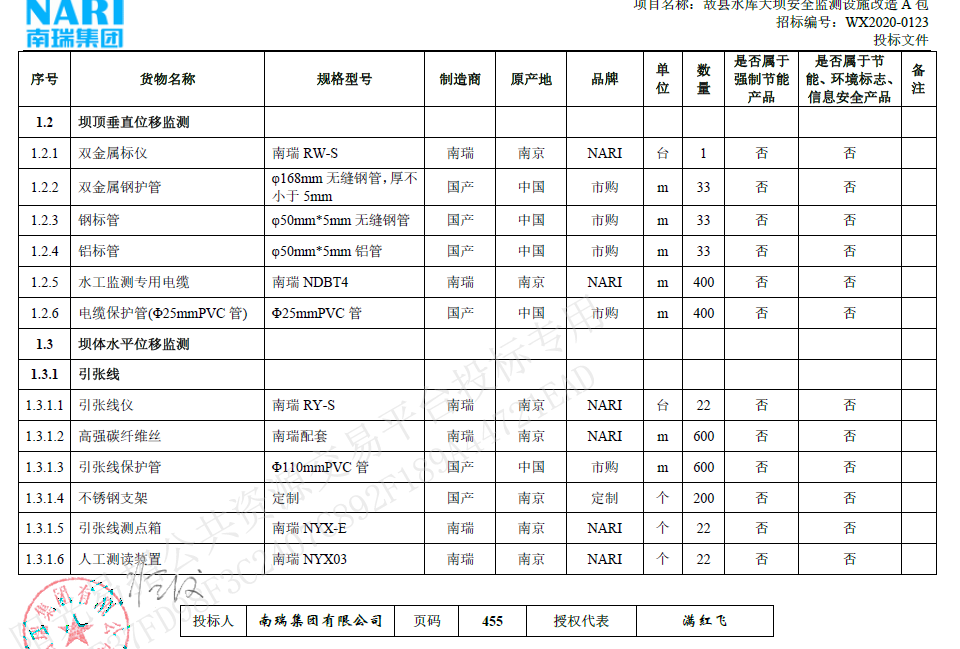 NARI
南瑞集团
项目名称：故县水库大坝安全监测设施改造 A 包
招标编号：WX2020-0123
投标文件
序号 货物名称 规格型号 制造商 原产地 品牌 单位 数量 是否属于强制节能产品 是否属于节能、环境标志、信息安全产品 备注
1.2 坝顶垂直位移监测
1.2.1 双金属标仪 南瑞 RW-S 南瑞 南京 NARI 台 1 否 否
1.2.2 双金属钢护管 φ168mm 无缝钢管，厚不小于 5mm 国产 中国 市购 m 33 否 否
1.2.3 钢标管 φ50mm*5mm 无缝钢管 国产 中国 市购 m 33 否 否
1.2.4 铝标管 φ50mm*5mm 铝管 国产 中国 市购 m 33 否 否
1.2.5 水工监测专用电缆 南瑞 NDBT4 南瑞 南京 NARI m 400 否 否
1.2.6 电缆保护管(Φ25mmPVC 管) Φ25mmPVC 管 国产 中国 市购 m 400 否 否
1.3 坝体水平位移监测
1.3.1 引张线
1.3.1.1 引张线仪 南瑞 RY-S 南瑞 南京 NARI 台 22 否 否
1.3.1.2 高强碳纤维丝 南瑞配套 南瑞 南京 NARI m 600 否 否
1.3.1.3 引张线保护管 Φ110mmPVC 管 国产 中国 市购 m 600 否 否
1.3.1.4 不锈钢支架 定制 国产 南京 定制 个 200 否 否
1.3.1.5 引张线测点箱 南瑞 NYX-E 南瑞 南京 NARI 个 22 否 否
1.3.1.6 人工测读装置 南瑞 NYX03 南瑞 南京 NARI 个 22 否 否
公共资源交易平台投标专用
投标人 南瑞集团有限公司 页码 455 授权代表 满红飞